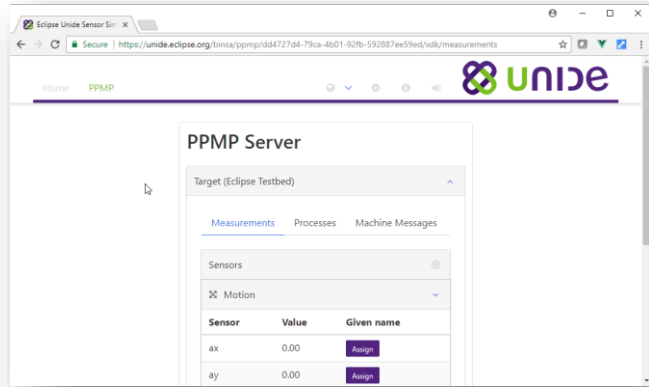 Eclipse Unide Sensor Sim
Secure https://unide.eclipse.org/binsa/ppmp/dd4727d4-79ca-4b01-92fb-592887ee59ed/xdk/measurements
Home PPMP
UNIDE
PPMP Server
Target (Eclipse Testbed)
Measurements Processes Machine Messages
Sensors
Motion
Sensor Value Given name
ax 0.00 Assign
ay 0.00 Assign